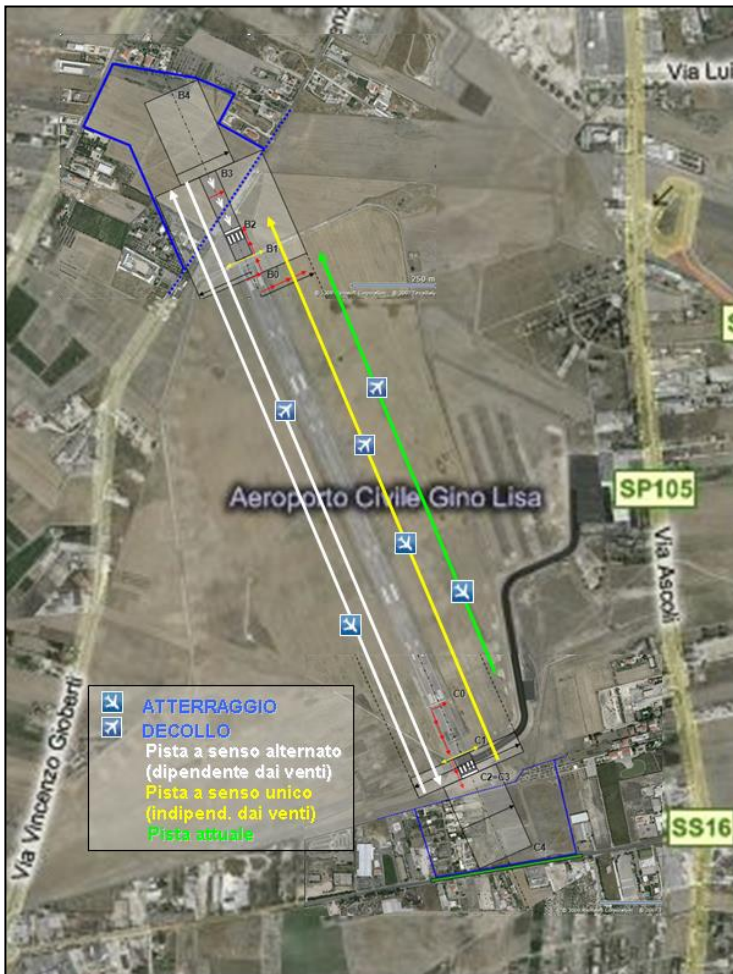 Via Lui
B4
B3
B2
B1
B0
250 m
Aeroporto Civile Gino Lisa
SP105
Via Ascoli
Via Vincenzo Gioberti
C0
C1
C2=C3
C4
SS16
S
ATTERRAGGIO
DECOLLO
Pista a senso alternato
(dipendente dai venti)
Pista a senso unico
(indipend. dai venti)
Pista attuale